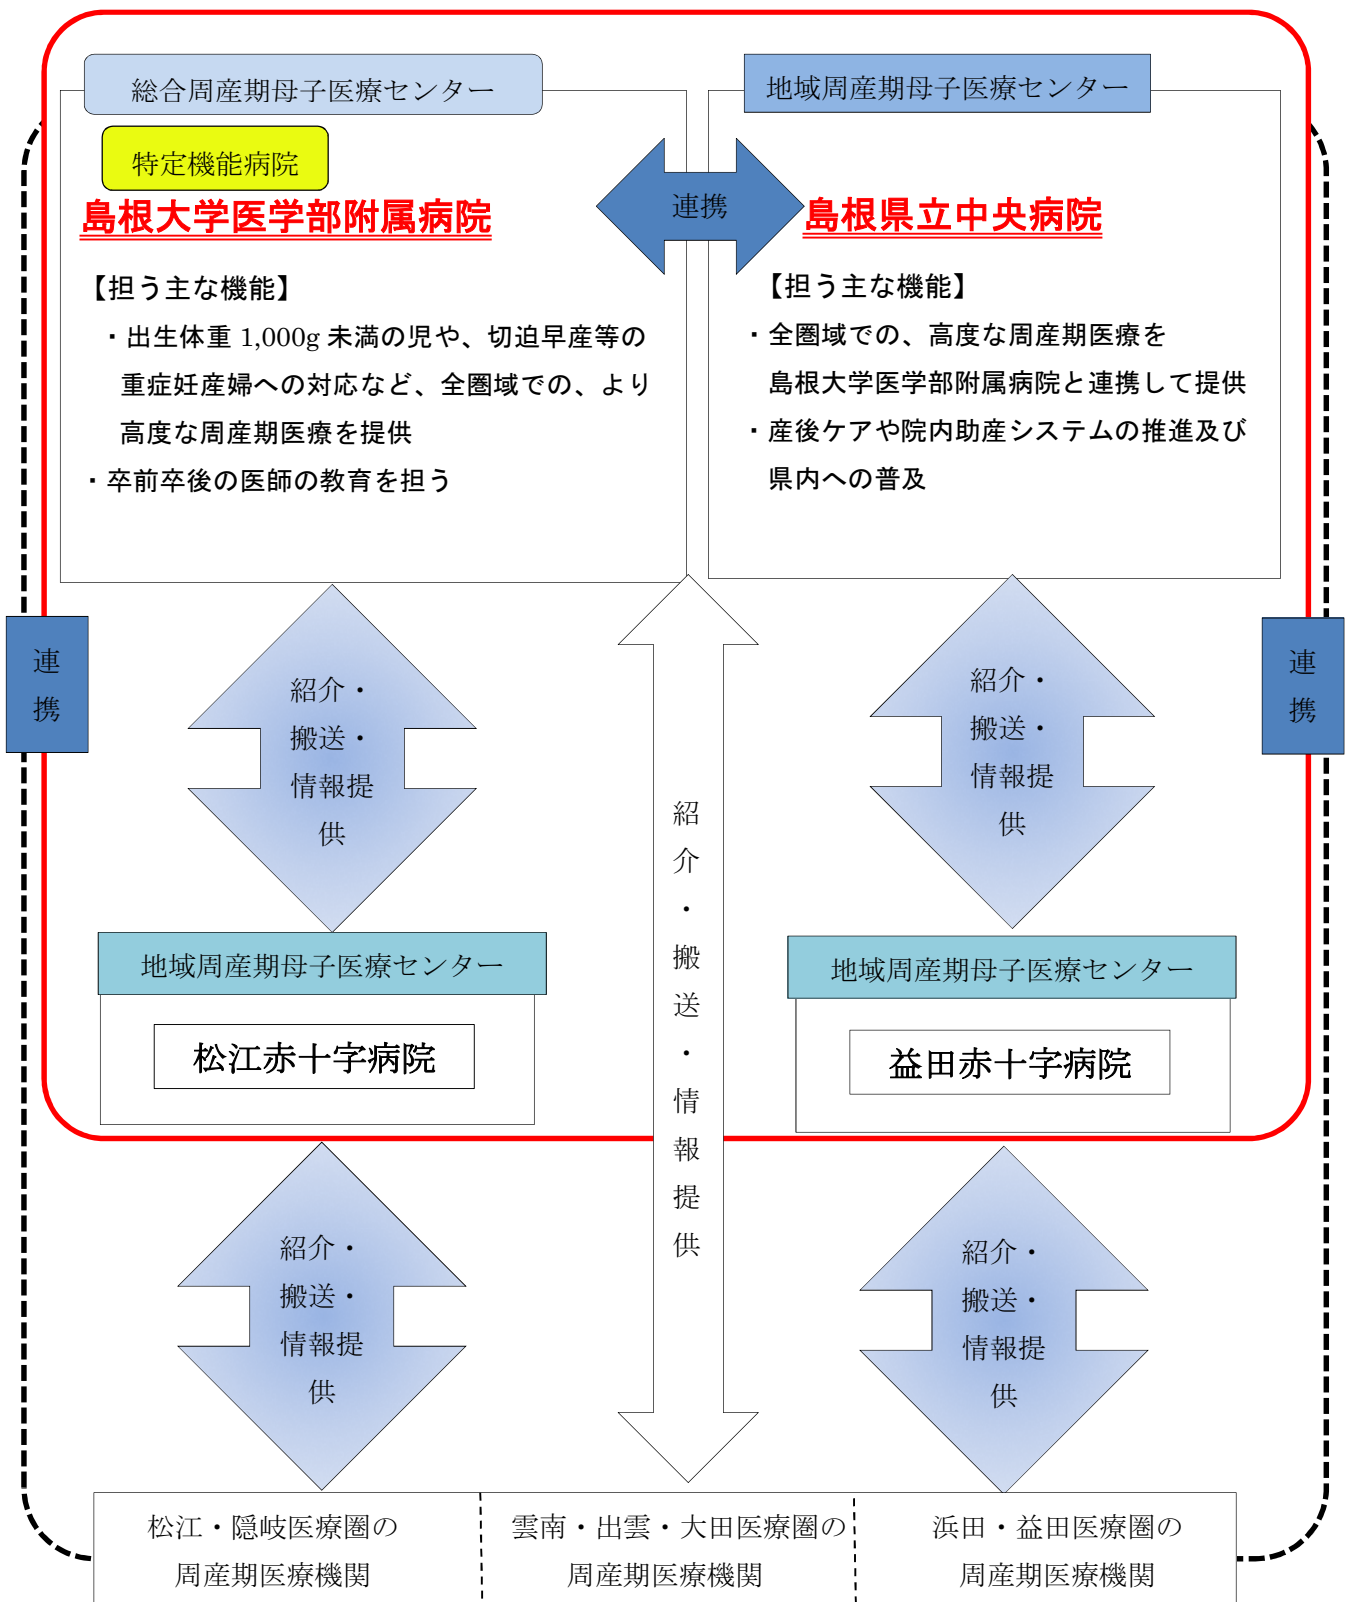 総合周産期母子医療センター
特定機能病院
島根大学医学部附属病院
【担う主な機能】
・出生体重 1,000g 未満の児や、切迫早産等の
重症妊産婦への対応など、全圏域での、より
高度な周産期医療を提供
・卒前卒後の医師の教育を担う
連携
地域周産期母子医療センター
島根県立中央病院
【担う主な機能】
・全圏域での、高度な周産期医療を
島根大学医学部附属病院と連携して提供
・産後ケアや院内助産システムの推進及び
県内への普及
連
携
紹介・
搬送・
情報提
供
紹介・搬送・情報提供
紹介・
搬送・
情報提
供
連
携
地域周産期母子医療センター
松江赤十字病院
地域周産期母子医療センター
益田赤十字病院
紹介・
搬送・
情報提
供
紹介・
搬送・
情報提
供
松江・隠岐医療圏の
周産期医療機関
雲南・出雲・大田医療圏の
周産期医療機関
浜田・益田医療圏の
周産期医療機関